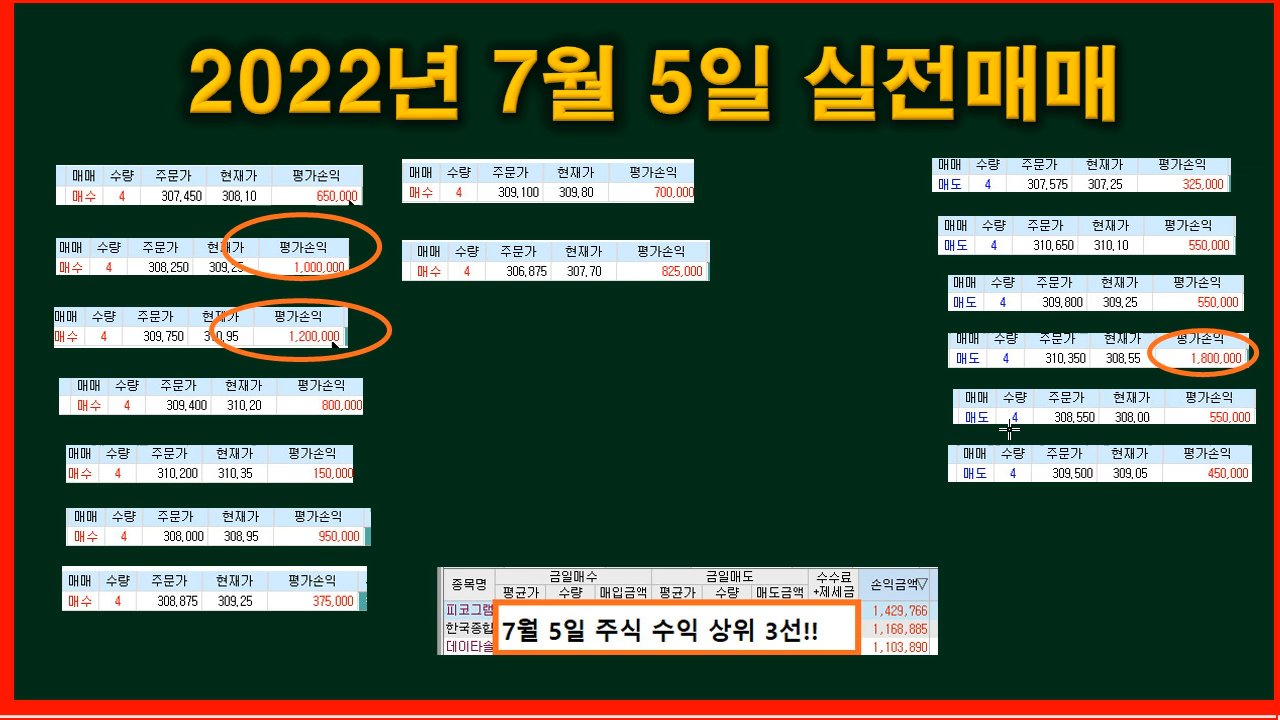 2022년 7월 5일 실전매매
매매 수량 주문가 현재가 평가손익
매수 4 307,450 308,10 650,000
매매 수량 주문가 현재가 평가손익
매수 4 308,250 309,25 1,000,000
매매 수량 주문가 현재가 평가손익
매수 4 309,750 310,95 1,200,000
매매 수량 주문가 현재가 평가손익
매수 4 309,400 310,20 800,000
매매 수량 주문가 현재가 평가손익
매수 4 310,200 310,35 150,000
매매 수량 주문가 현재가 평가손익
매수 4 308,000 308,95 950,000
매매 수량 주문가 현재가 평가손익
매수 4 308,875 309,25 375,000
매매 수량 주문가 현재가 평가손익
매수 4 309,100 309,80 700,000
매매 수량 주문가 현재가 평가손익
매수 4 306,875 307,70 825,000
매매 수량 주문가 현재가 평가손익
매도 4 307,575 307,25 325,000
매매 수량 주문가 현재가 평가손익
매도 4 310,650 310,10 550,000
매매 수량 주문가 현재가 평가손익
매도 4 309,800 309,25 550,000
매매 수량 주문가 현재가 평가손익
매도 4 310,350 308,55 1,800,000
매매 수량 주문가 현재가 평가손익
매도 4 308,550 308,00 550,000
매매 수량 주문가 현재가 평가손익
매도 4 309,500 309,05 450,000
종목명 금일매수 금일매도 수수료 +제세금 손익금액▽
평균가 수량 매입금액 평균가 수량 매도금액
피코그램 1,429,766
한국종합 1,168,885
데이타솔 1,103,890
7월 5일 주식 수익 상위 3선!!